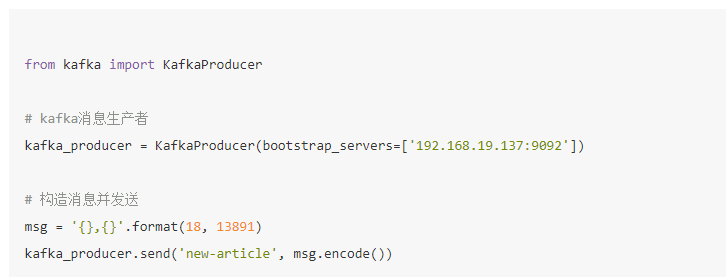 from kafka import KafkaProducer
# kafka消息生产者
kafka_producer = KafkaProducer(bootstrap_servers=['192.168.19.137:9092'])
# 构造消息并发送
msg = '{},{}'.format(18, 13891)
kafka_producer.send('new-article', msg.encode())